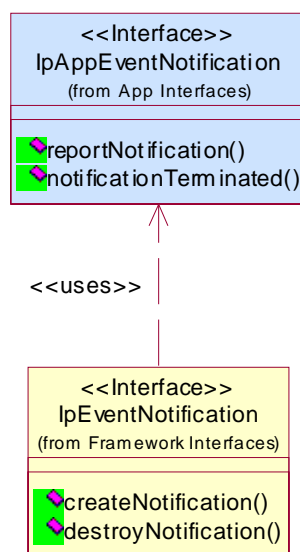 <<Interface>>
IpAppEventNotification
(from App Interfaces)
reportNotification()
notificationTerminated()
<<uses>>
<<Interface>>
IpEventNotification
(from Framework Interfaces)
createNotification()
destroyNotification()